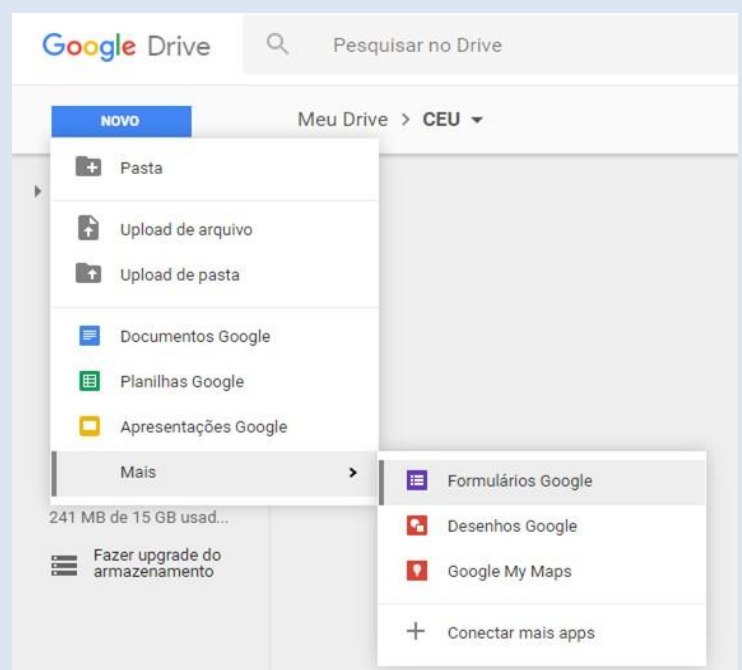 Google Drive
Pesquisar no Drive
NOVO
Meu Drive > CEU
Pasta
Upload de arquivo
Upload de pasta
Documentos Google
Planilhas Google
Apresentações Google
Mais
Formulários Google
Desenhos Google
Google My Maps
Conectar mais apps
241 MB de 15 GB usad...
Fazer upgrade do
armazenamento